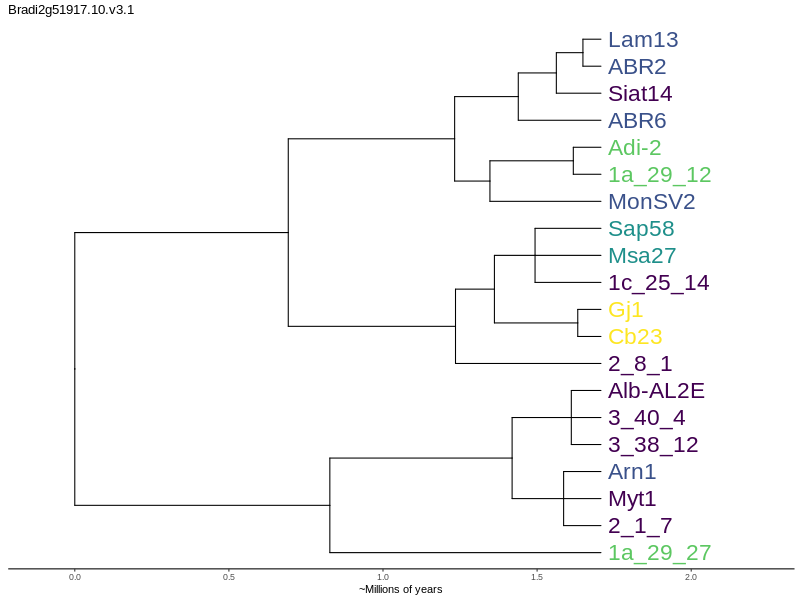 Bradi2g51917.10.v3.1
Lam13
ABR2
Siat14
ABR6
Adi-2
1a_29_12
MonSV2
Sap58
Msa27
1c_25_14
Gj1
Cb23
2_8_1
Alb-AL2E
3_40_4
3_38_12
Arn1
Myt1
2_1_7
1a_29_27
0.0 0.5 1.0 1.5 2.0
~Millions of years